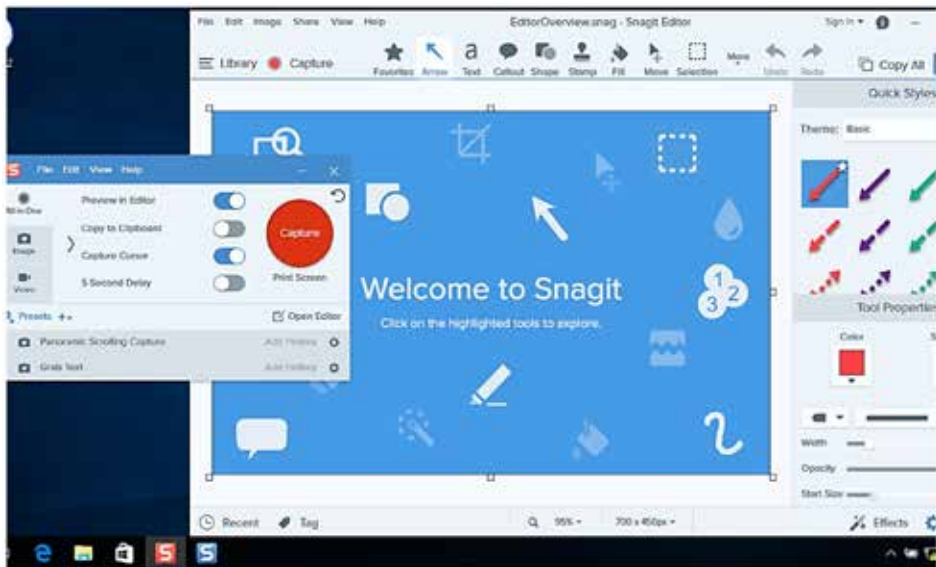 File Edit Image Share View Help
EditorOverview.snag - Snagit Editor
Sign in
Library Capture
Favorites Arrow Text Callout Shape Stamp Fill Move Selection
More
Undo Redo
Copy All
Quick Styles
Theme: Basic
File Edit View Help
All-in-One
Image
Video
Preview in Editor
Copy to Clipboard
Capture Cursor
5 Second Delay
Capture
Print Screen
Presets
Open Editor
Panoramic Scrolling Capture Add Hotkey
Grab Text Add Hotkey
Welcome to Snagit
Click on the highlighted tools to explore.
1
2
3
Tool Properties
Color
Width
Opacity
Start Size
Recent Tag
95%
700 x 450px
Effects